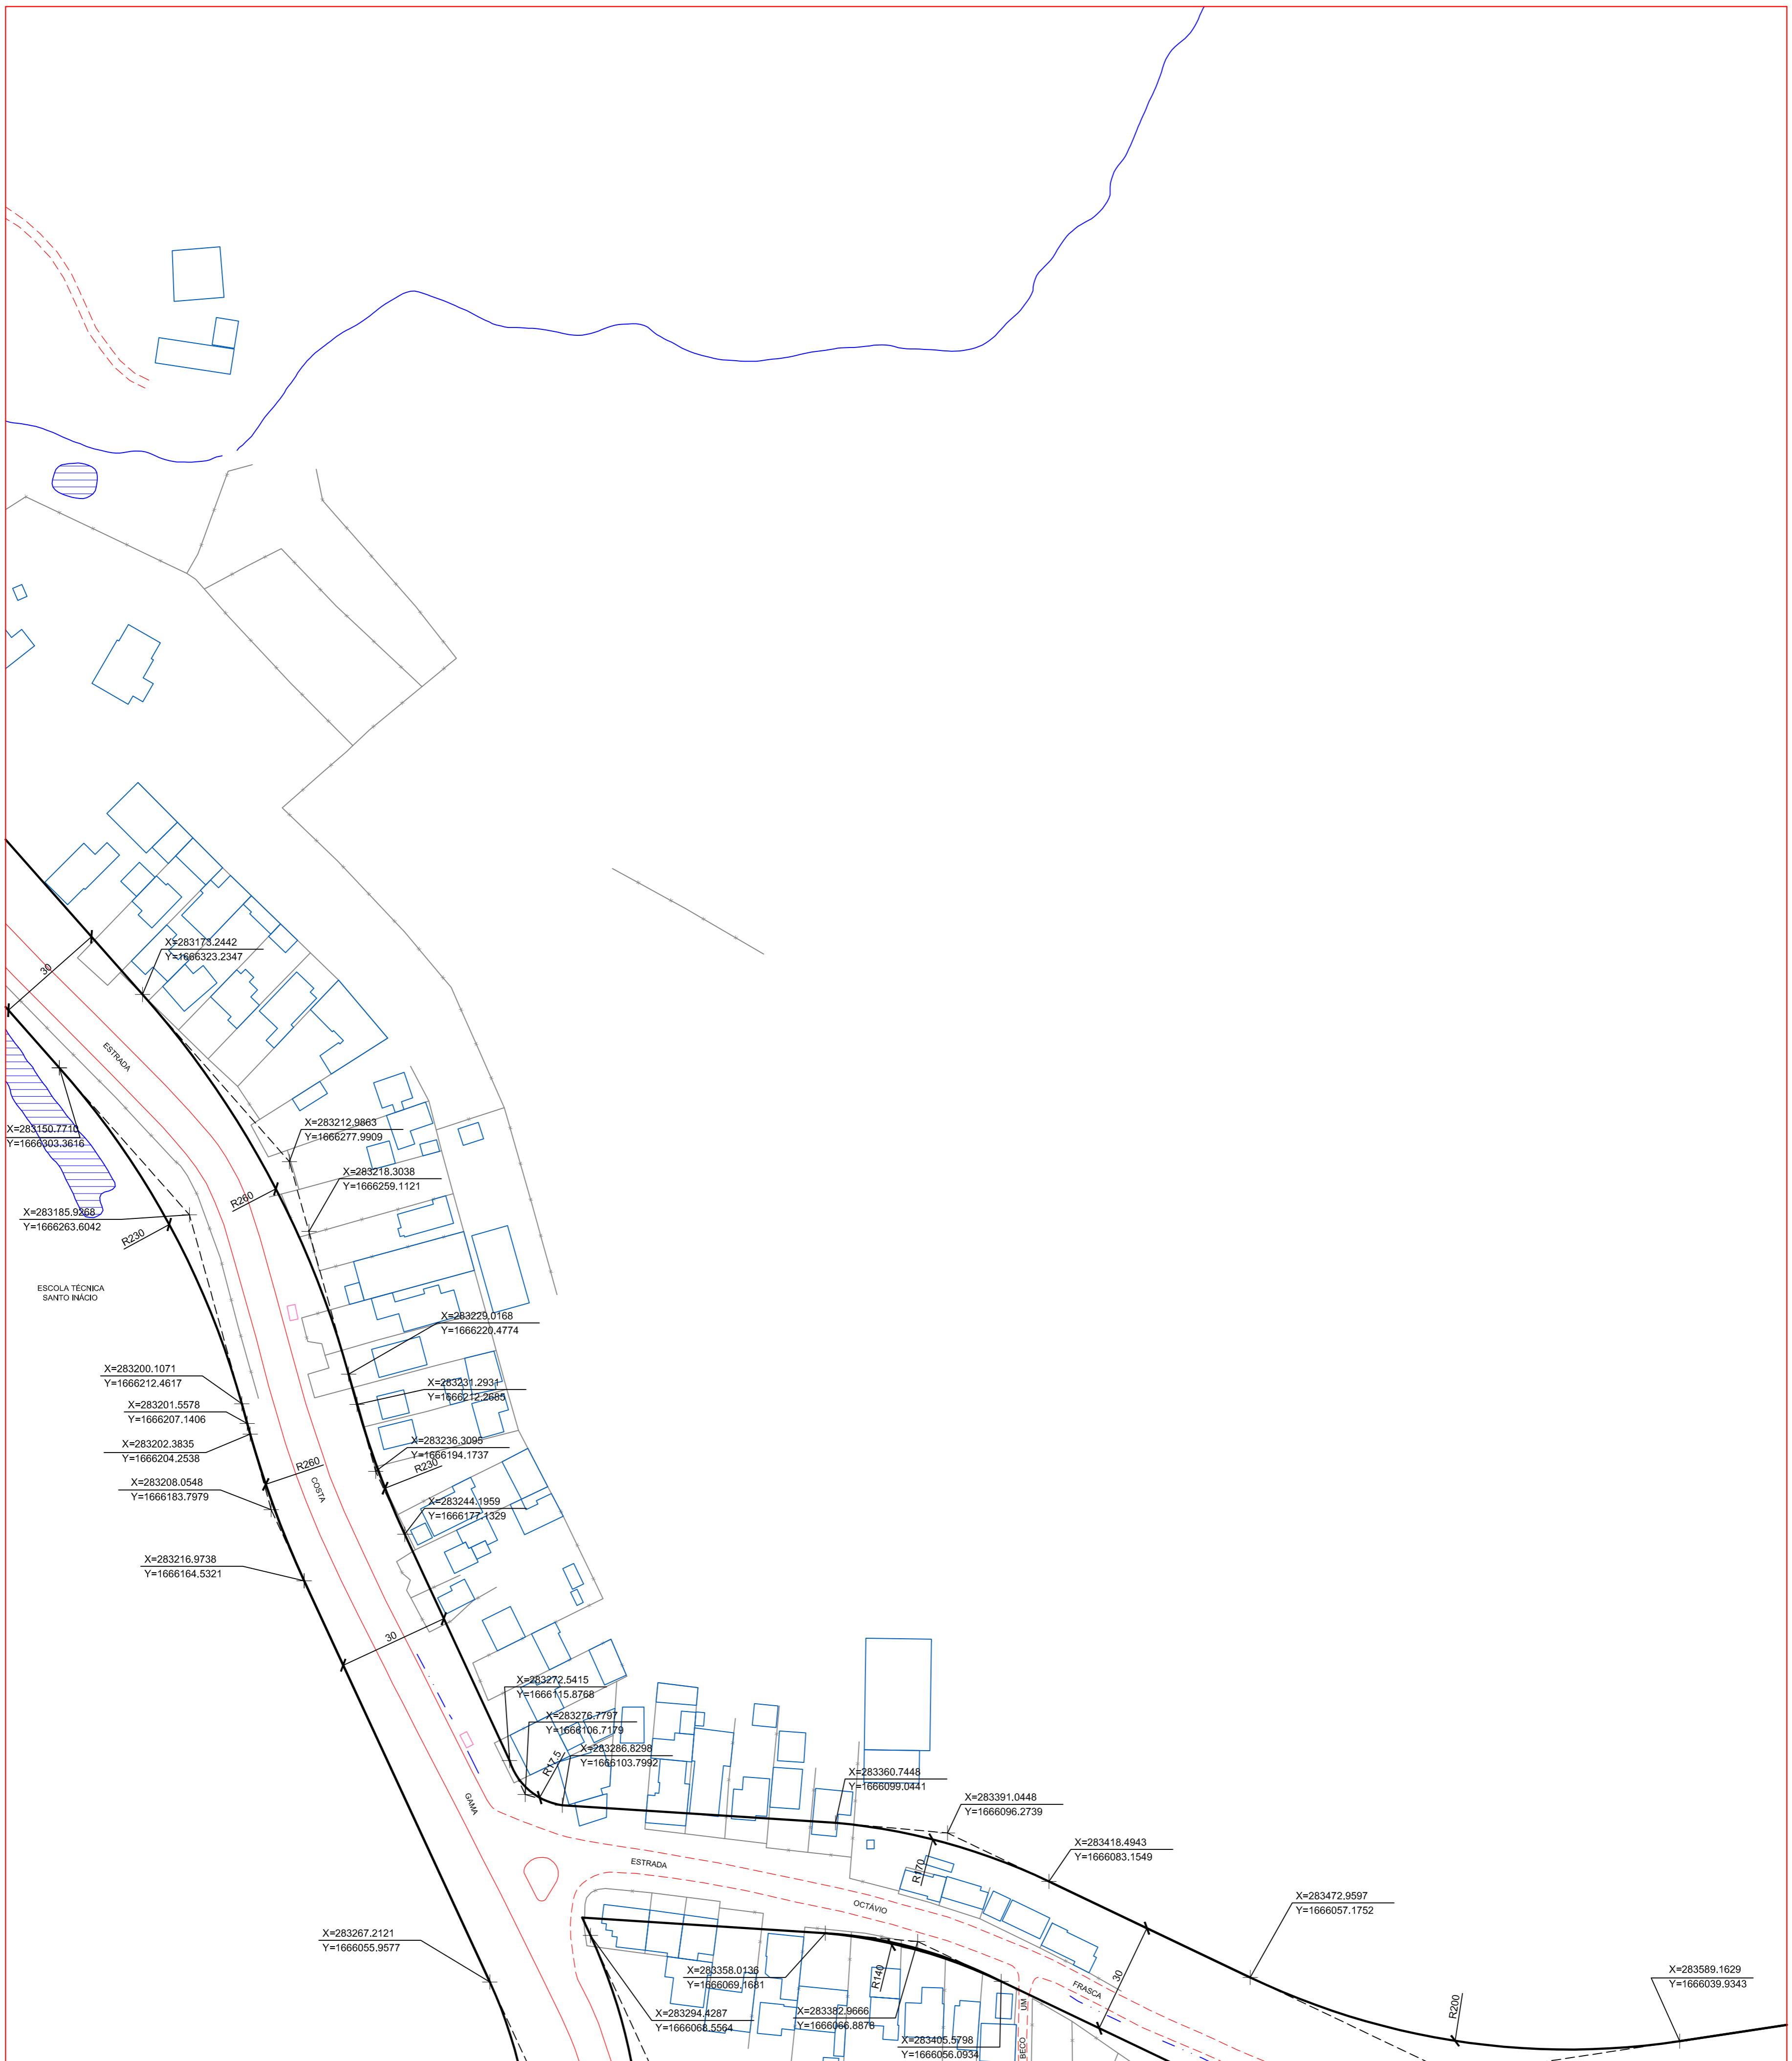 X=283173.2442
Y=1666323.2347
30
ESTRADA
X=283150.7710
Y=1666303.3616
X=283212.9863
Y=1666277.9909
X=283218.3038
Y=1666259.1121
R260
X=283185.9268
Y=1666263.6042
R230
ESCOLA TÉCNICA
SANTO INÁCIO
X=283229.0168
Y=1666220.4774
X=283200.1071
Y=1666212.4617
X=283231.2931
Y=1666212.2685
X=283201.5578
Y=1666207.1406
X=283202.3835
Y=1666204.2538
X=283236.3095
Y=1666194.1737
R260
R230
COSTA
X=283208.0548
Y=1666183.7979
X=283244.1959
Y=1666177.1329
X=283216.9738
Y=1666164.5321
30
X=283272.5415
Y=1666115.8768
X=283276.7797
Y=1666106.7179
X=283286.8298
Y=1666103.7992
R17.5
X=283360.7448
Y=1666099.0441
GAMA
X=283391.0448
Y=1666096.2739
X=283418.4943
Y=1666083.1549
ESTRADA
R170
OCTÁVIO
X=283472.9597
Y=1666057.1752
X=283267.2121
Y=1666055.9577
X=283358.0136
Y=1666069.1681
R140
30
FRASCA
X=283589.1629
Y=1666039.9343
R200
X=283294.4287
Y=1666068.5564
X=283382.9666
Y=1666066.8878
BECO UM
X=283405.5798
Y=1666056.0934